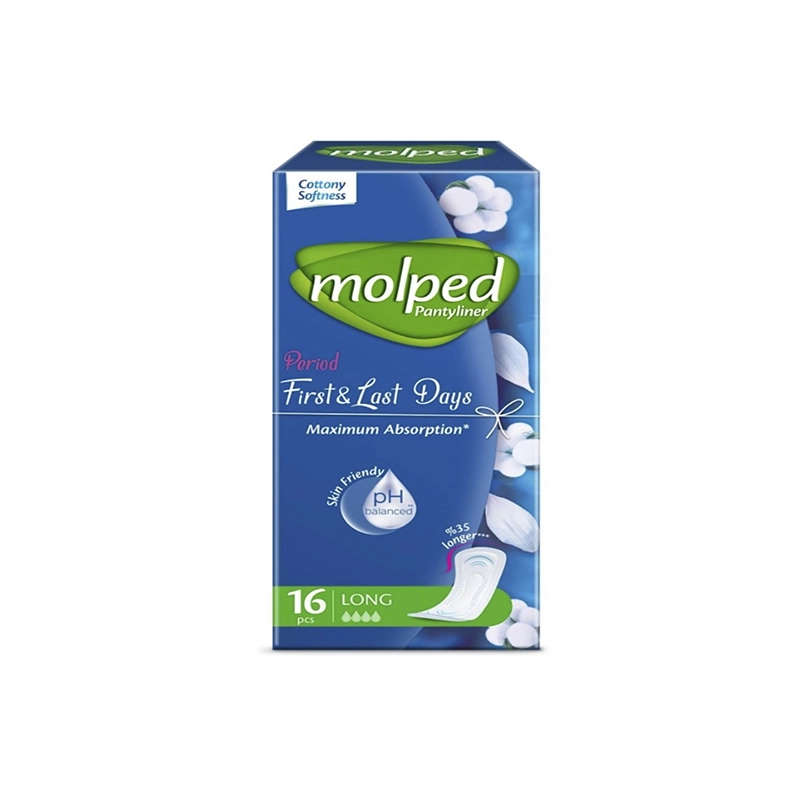 molped
Cottony
Softness
molped
Pantyliner
Period
First & Last Days
Maximum Absorption*
Skin Friendly
pH
balanced**
%35
longer***
16
pcs
LONG